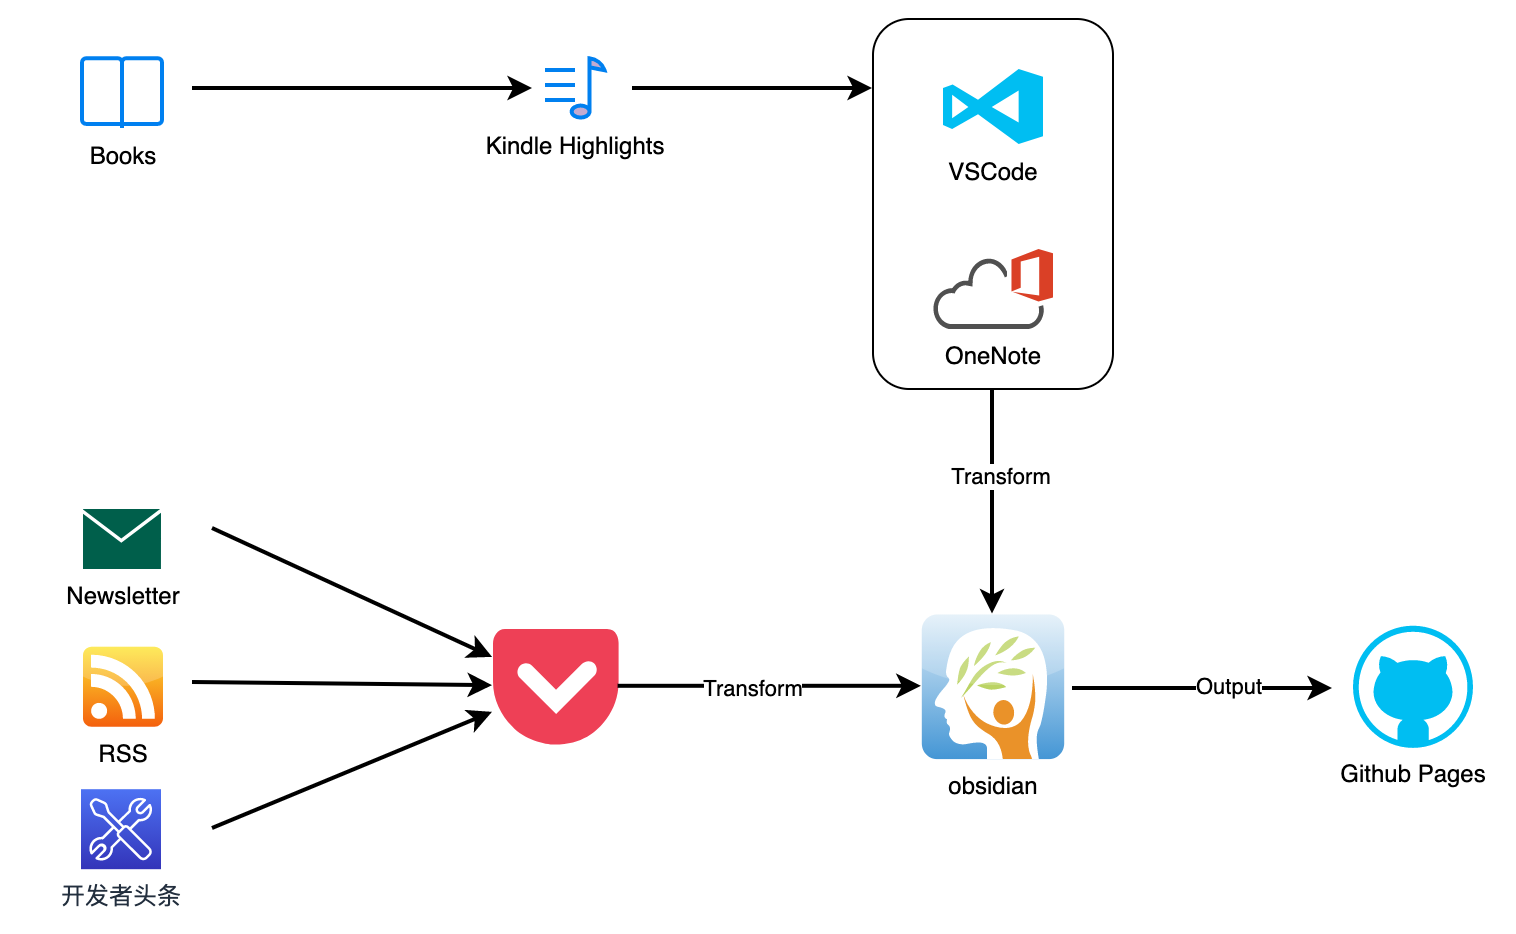 Books
Kindle Highlights
VSCode
OneNote
Transform
Newsletter
RSS
开发者头条
Transform
obsidian
Output
Github Pages